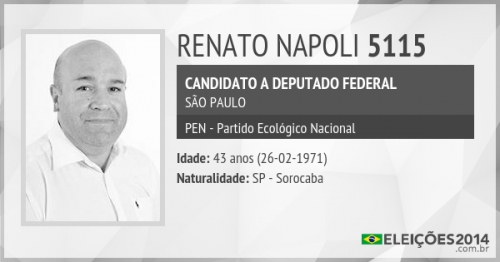 RENATO NAPOLI 5115
CANDIDATO A DEPUTADO FEDERAL
SÃO PAULO
PEN - Partido Ecológico Nacional
Idade: 43 anos (26-02-1971)
Naturalidade: SP - Sorocaba
ELEIÇÕES2014
.com.br